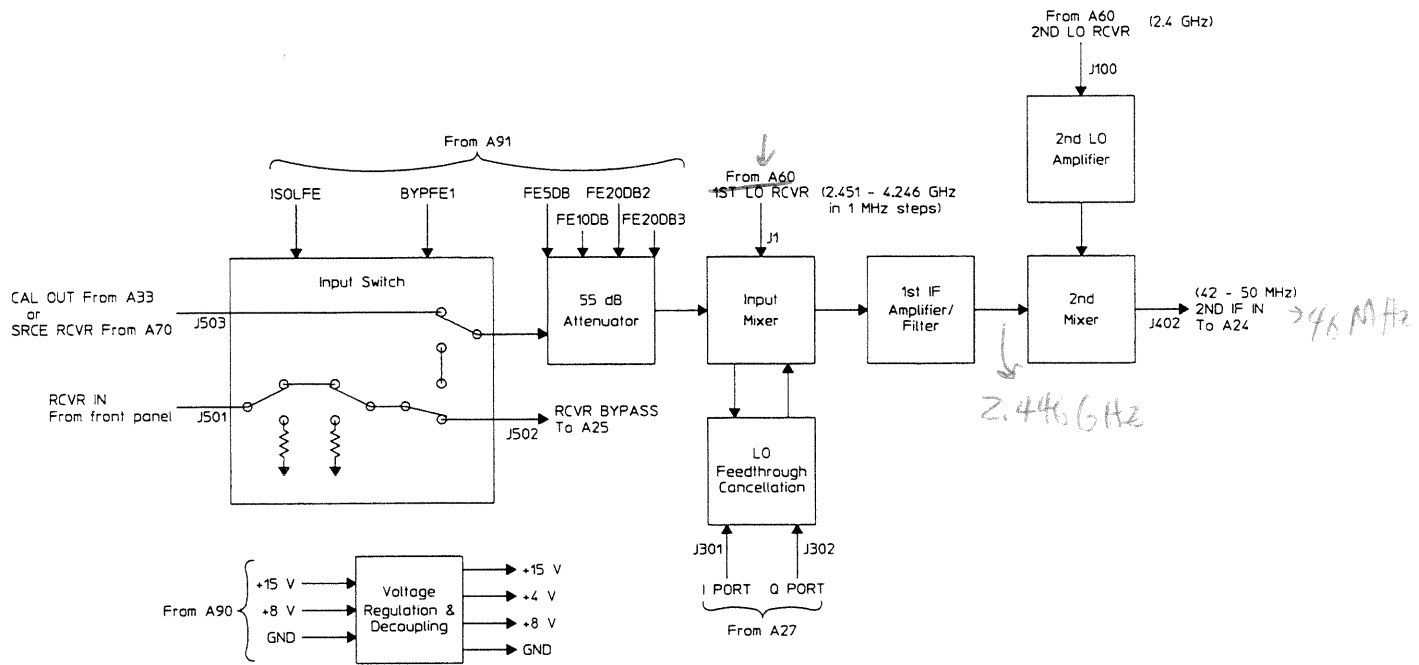 From A60
2ND LO RCVR (2.4 GHz)
J100
2nd LO
Amplifier
From A91
ISOLFE
BYPFE1
FE5DB
FE20DB2
FE10DB
FE20DB3
From A60
1ST LO RCVR (2.451 - 4.246 GHz
in 1 MHz steps)
J1
Input Switch
CAL OUT From A33
or
SRCE RCVR From A70
J503
55 dB
Attenuator
Input
Mixer
1st IF
Amplifier/
Filter
2nd
Mixer
(42 - 50 MHz)
2ND IF IN
To A24
J402
46 MHz
2.446 GHz
RCVR IN
From front panel
J501
RCVR BYPASS
To A25
J502
LO
Feedthrough
Cancellation
J301
J302
I PORT Q PORT
From A27
From A90
+15 V
+8 V
GND
Voltage
Regulation &
Decoupling
+15 V
+4 V
+8 V
GND